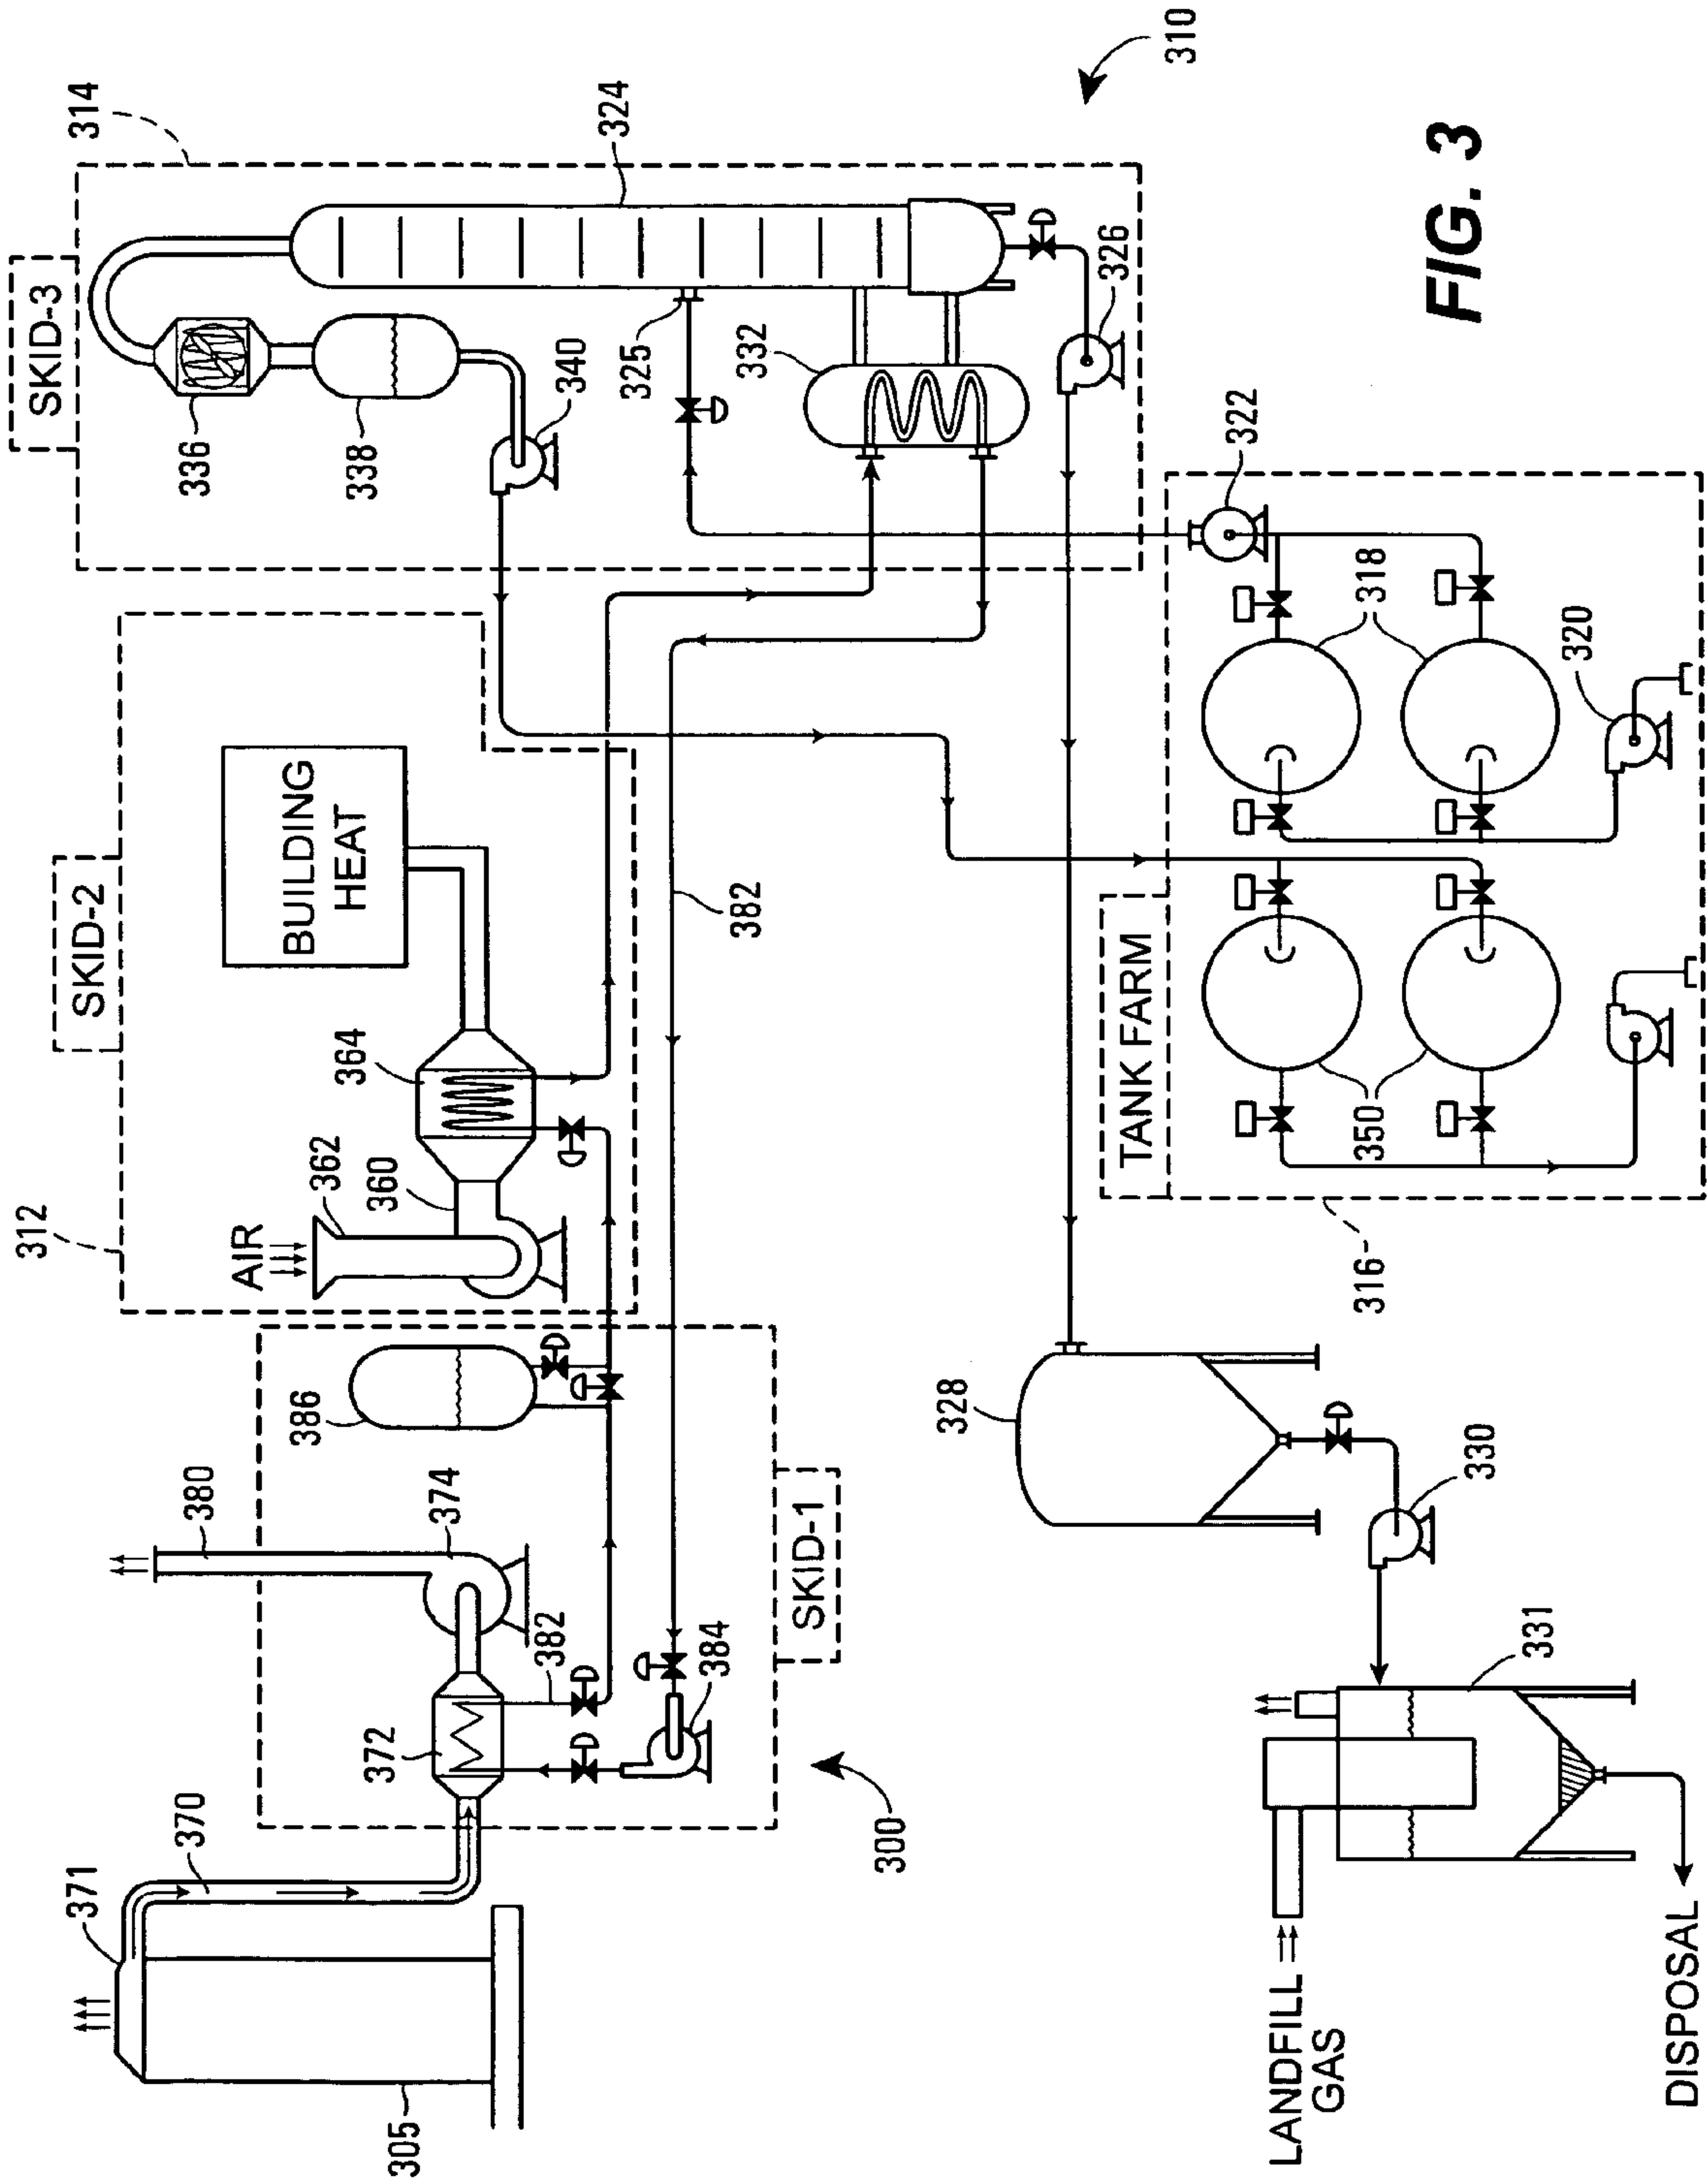 314
SKID-3
324
336
338
340
325
332
326
310
FIG. 3
322
318
320
SKID-2
BUILDING
HEAT
364
362
360
AIR
312
382
TANK FARM
350
316
386
380
374
382
372
384
SKID-1
370
371
305
300
328
330
331
LANDFILL
GAS
DISPOSAL